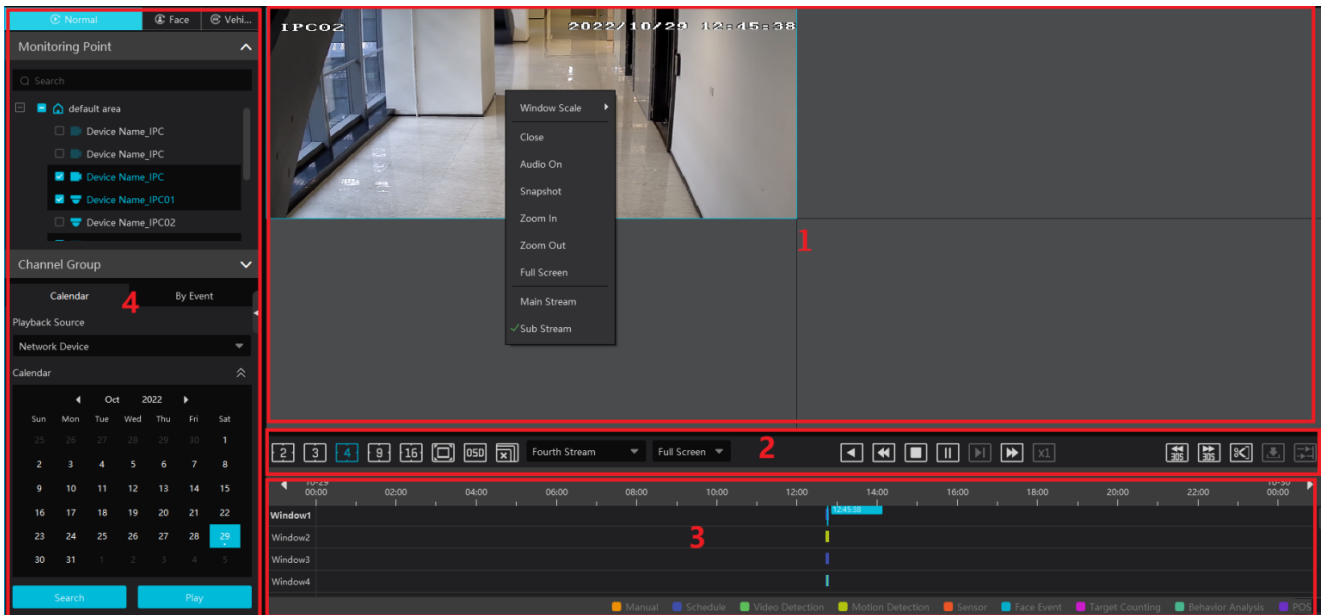 Normal
Face
Vehi...
Monitoring Point
Search
default area
Device Name_IPC
Device Name_IPC
Device Name_IPC
Device Name_IPC01
Device Name_IPC02
Channel Group
Calendar
4
By Event
Playback Source
Network Device
Calendar
Oct 2022
Sun Mon Tue Wed Thu Fri Sat
25 26 27 28 29 30 1
2 3 4 5 6 7 8
9 10 11 12 13 14 15
16 17 18 19 20 21 22
23 24 25 26 27 28 29
30 31 1 2 3 4 5
Search
Play
IPC02
2022/10/29 12:45:38
Window Scale
Close
Audio On
Snapshot
Zoom In
Zoom Out
Full Screen
Main Stream
Sub Stream
1
2 3 4 9 16 OSD Fourth Stream Full Screen 2 x1 30S 30S
10-29 10-30
00:00 02:00 04:00 06:00 08:00 10:00 12:00 14:00 16:00 18:00 20:00 22:00 00:00
Window1 12:45:38
Window2
3
Window3
Window4
Manual Schedule Video Detection Motion Detection Sensor Face Event Target Counting Behavior Analysis POS